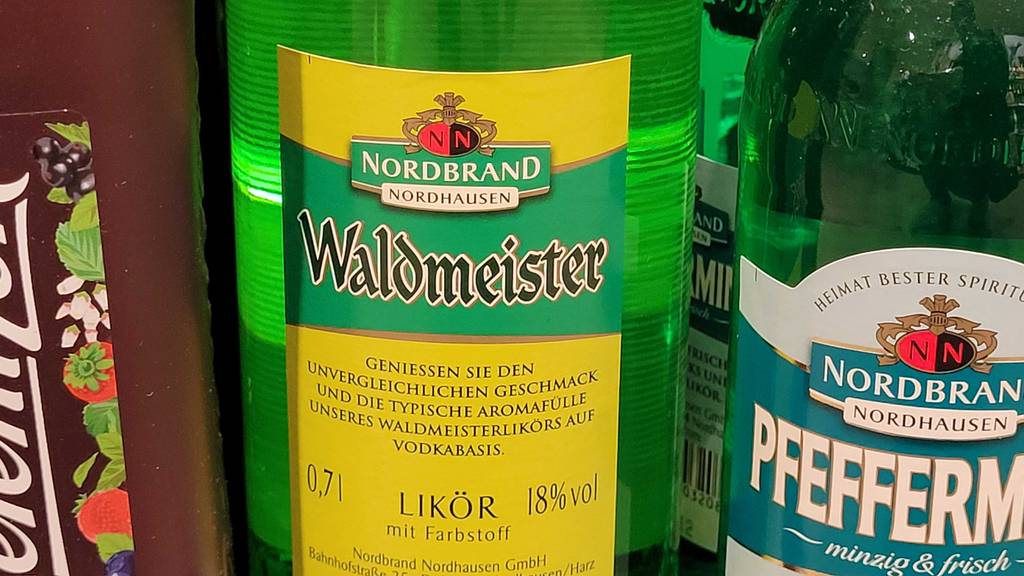 NN
NORDBRAND
NORDHAUSEN
Waldmeister
GENIESSEN SIE DEN
UNVERGLEICHLICHEN GESCHMACK
UND DIE TYPISCHE AROMAFÜLLE
UNSERES WALDMEISTERLIKÖRS AUF
VODKABASIS.
0,7l
LIKÖR
18% vol
mit Farbstoff
Nordbrand Nordhausen GmbH
Bahnhofstraße
HEIMAT BESTER
NN
NORDBRAN
NORDHAUSEN
PFEFFERM
minzig & frisch